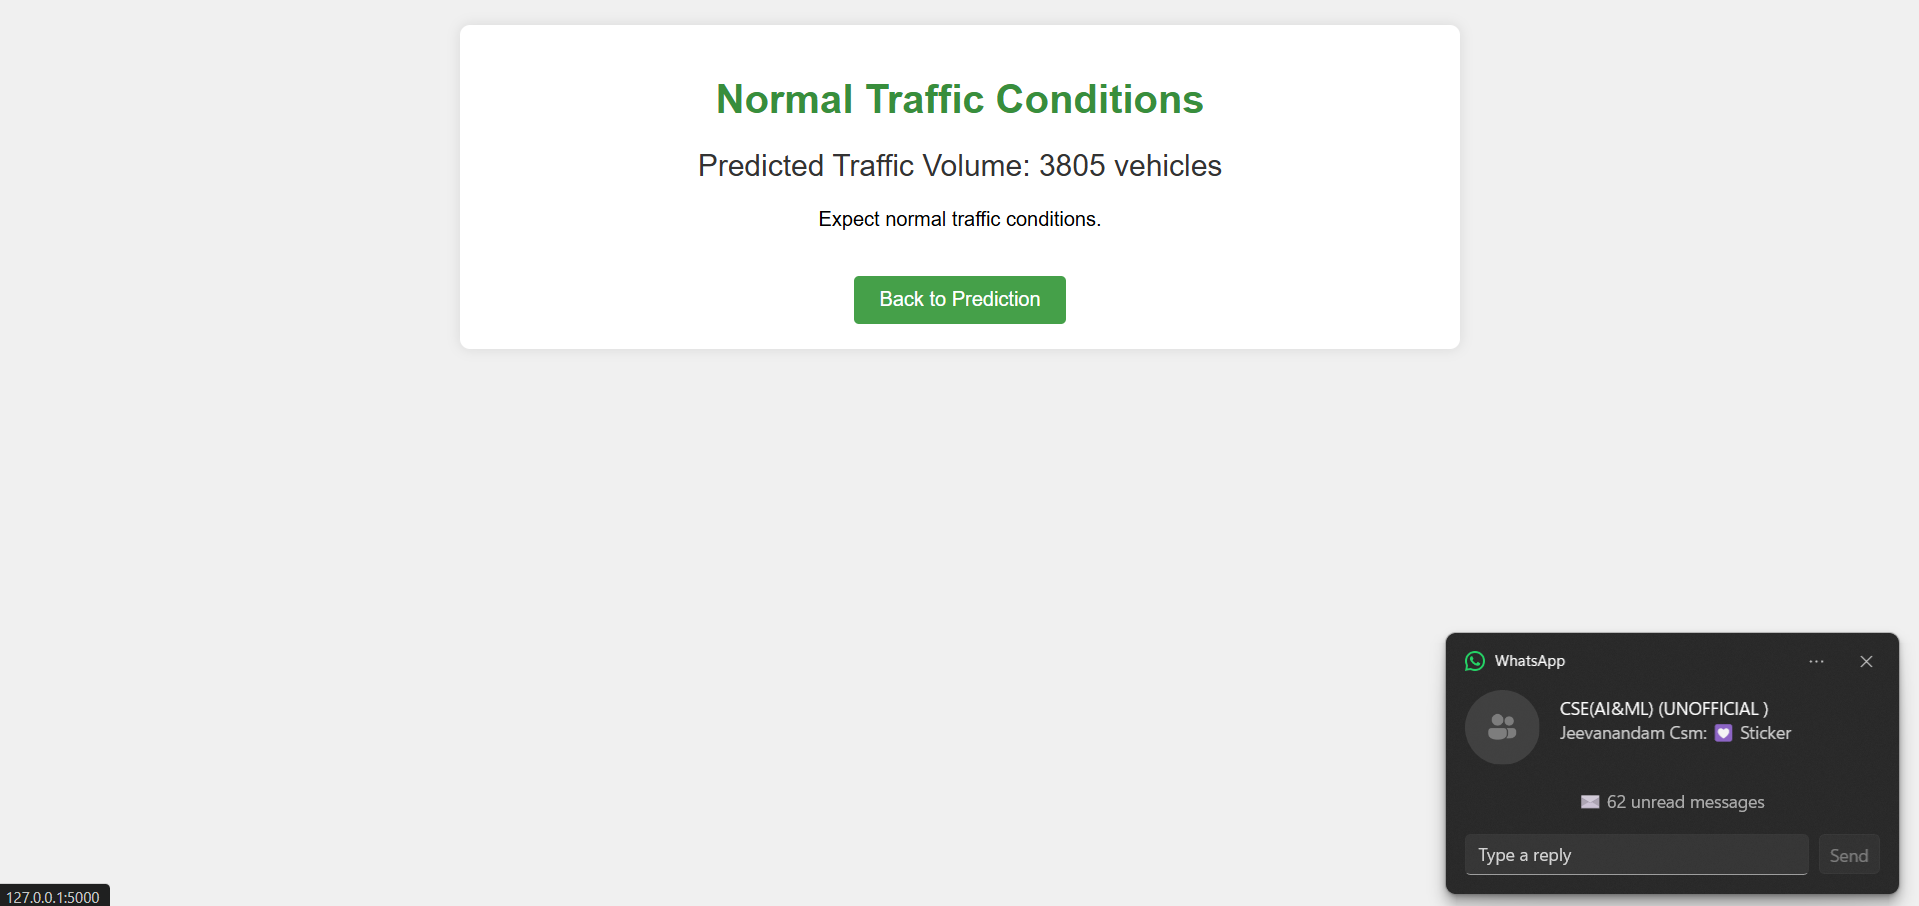 Normal Traffic Conditions
Predicted Traffic Volume: 3805 vehicles
Expect normal traffic conditions.
Back to Prediction
WhatsApp
CSE(AI&ML) (UNOFFICIAL )
Jeevanandam Csm: 💟 Sticker
62 unread messages
Type a reply
Send
127.0.0.1:5000